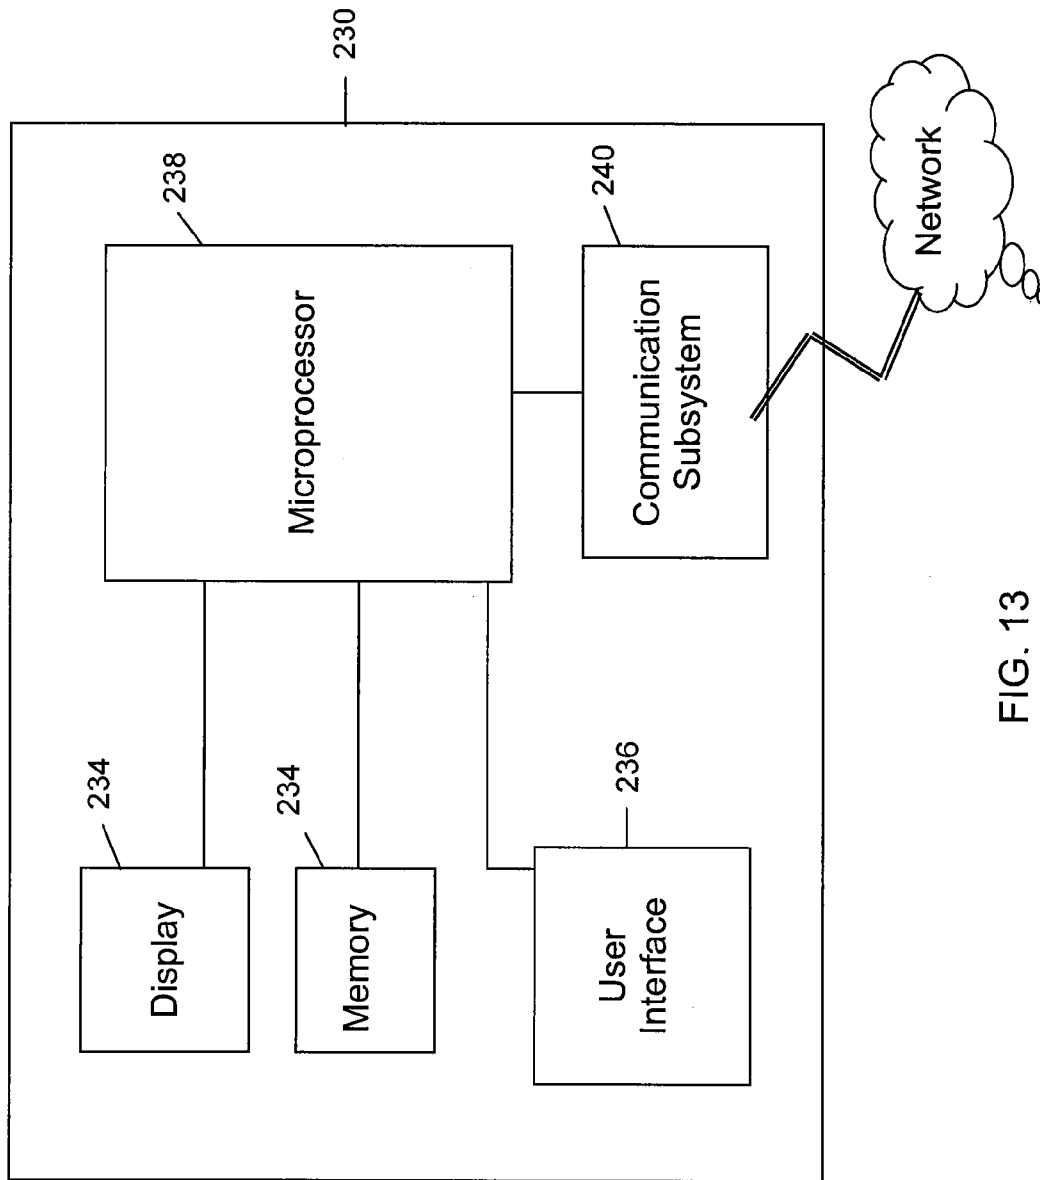 230
238
Microprocessor
240
Communication
Subsystem
Network
234
Display
234
Memory
236
User
Interface
FIG. 13